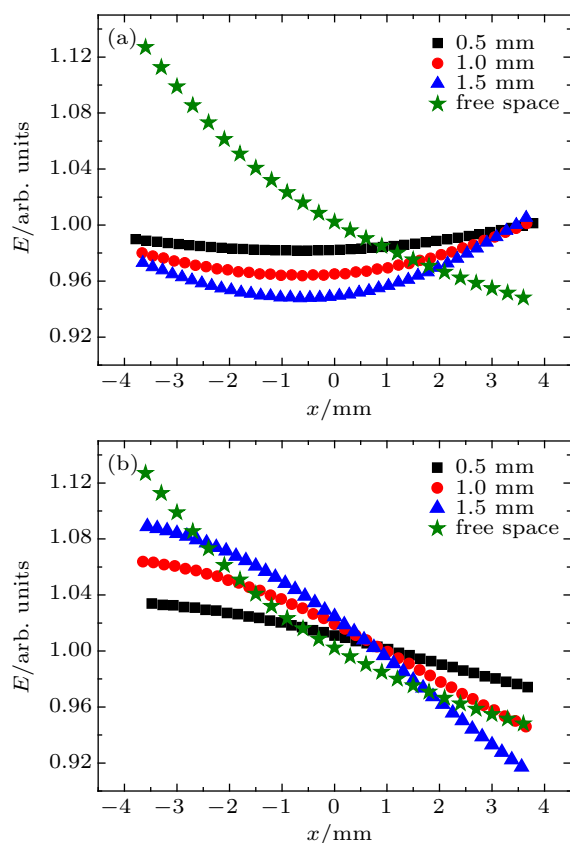 (a)
0.5 mm
1.0 mm
1.5 mm
free space
1.12
1.08
1.04
1.00
0.96
0.92
E/arb. units
−4 −3 −2 −1 0 1 2 3 4
x/mm
(b)
0.5 mm
1.0 mm
1.5 mm
free space
1.12
1.08
1.04
1.00
0.96
0.92
E/arb. units
−4 −3 −2 −1 0 1 2 3 4
x/mm